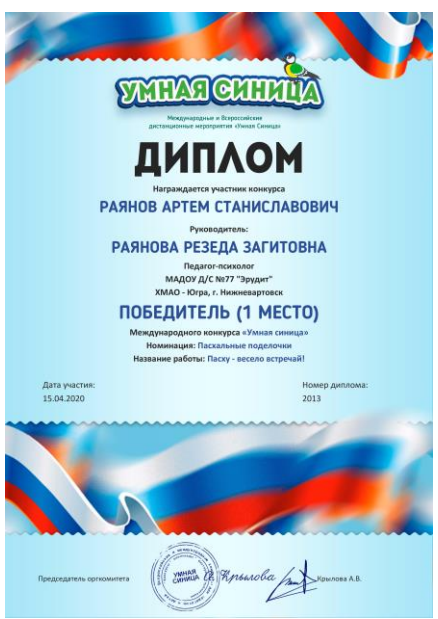 УМНАЯ СИНИЦА
Международные и Всероссийские
дистанционные мероприятия «Умная Синица»
ДИПЛОМ
Награждается участник конкурса
РАЯНОВ АРТЕМ СТАНИСЛАВОВИЧ
Руководитель:
РАЯНОВА РЕЗЕДА ЗАГИТОВНА
Педагог-психолог
МАДОУ Д/С №77 "Эрудит"
ХМАО - Югра, г. Нижневартовск
ПОБЕДИТЕЛЬ (1 МЕСТО)
Международного конкурса «Умная синица»
Номинация: Пасхальные поделочки
Название работы: Пасху - весело встречай!
Дата участия:
15.04.2020
Номер диплома:
2013
Председатель оргкомитета
УМНАЯ
СИНИЦА
Крылова
Крылова А.В.